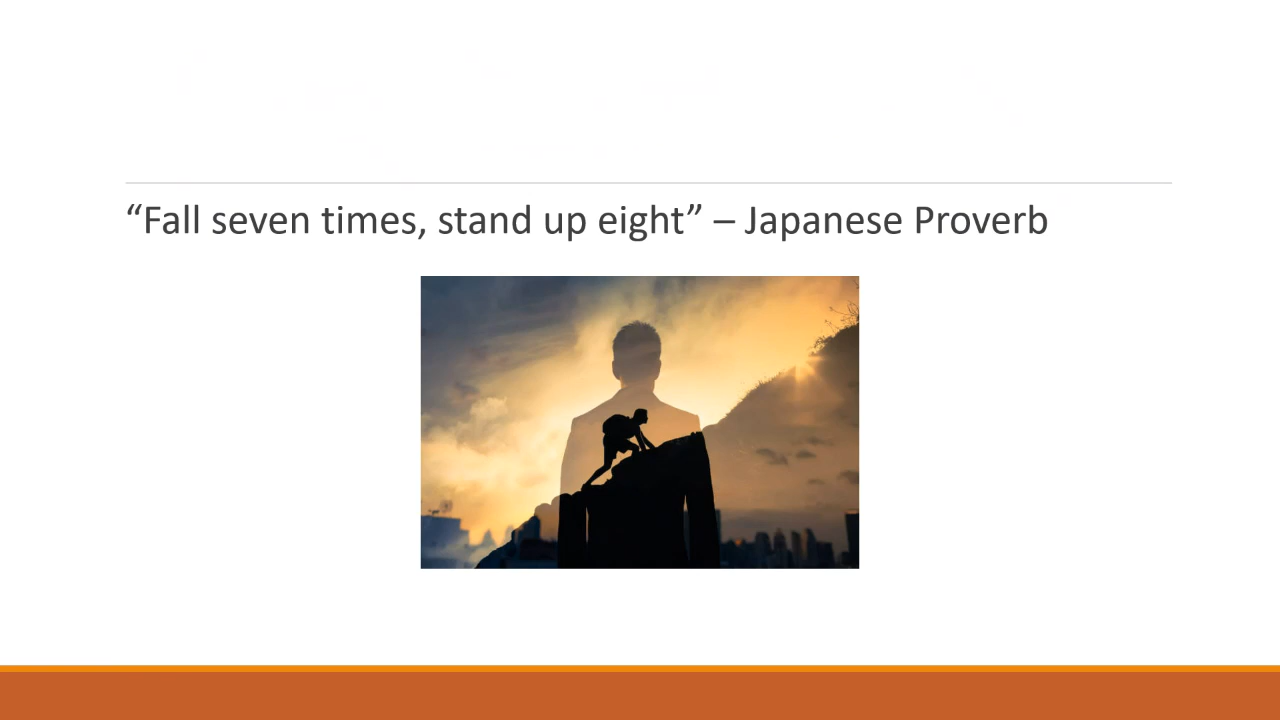 “Fall seven times, stand up eight” – Japanese Proverb